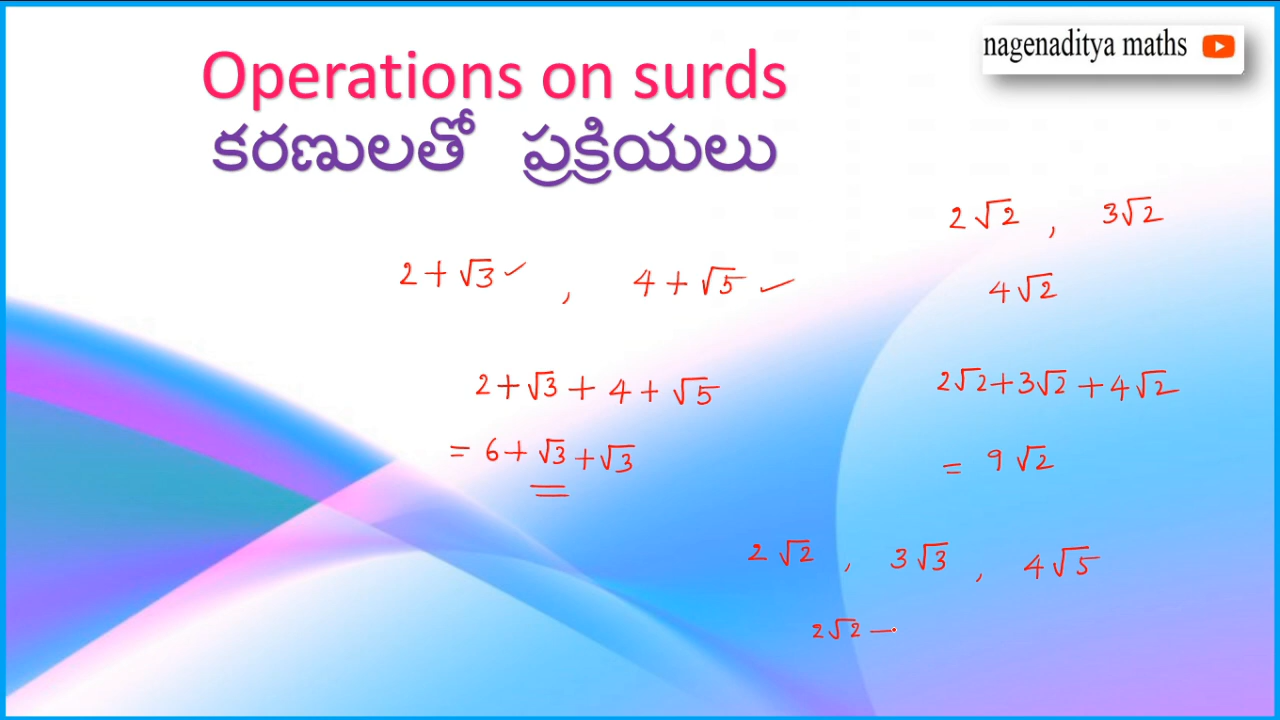 nagenaditya maths
Operations on surds
కరణులతో ప్రక్రియలు
2√2 , 3√2
4√2
2+√3 ✓ , 4+√5 ✓
2+√3+4+√5
= 6+√3+√3
2√2+3√2+4√2
= 9√2
2√2 , 3√3 , 4√5
2√2 −